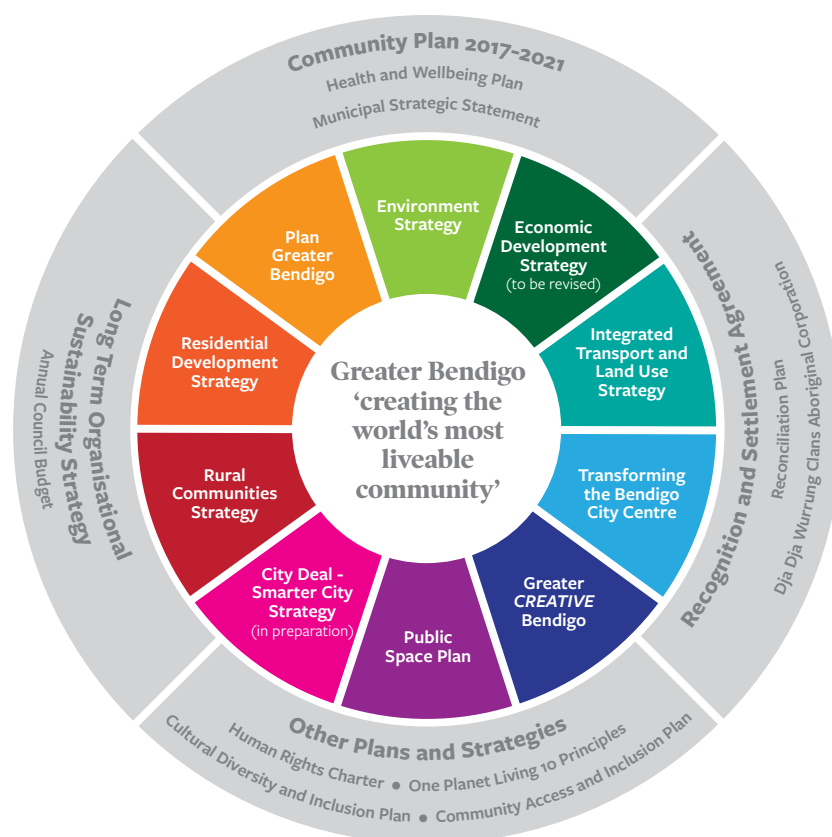 Community Plan 2017-2021
Health and Wellbeing Plan
Municipal Strategic Statement
Recognition and Settlement Agreement
Reconciliation Plan
Dja Dja Wurrung Clans Aboriginal Corporation
Other Plans and Strategies
Human Rights Charter • One Planet Living 10 Principles
Cultural Diversity and Inclusion Plan • Community Access and Inclusion Plan
Long Term Organisational
Sustainability Strategy
Annual Council Budget
Environment
Strategy
Economic
Development
Strategy
(to be revised)
Integrated
Transport and
Land Use
Strategy
Transforming
the Bendigo
City Centre
Greater
CREATIVE
Bendigo
Public
Space Plan
City Deal -
Smarter City
Strategy
(in preparation)
Rural
Communities
Strategy
Residential
Development
Strategy
Plan
Greater
Bendigo
Greater Bendigo
‘creating the
world’s most
liveable
community’